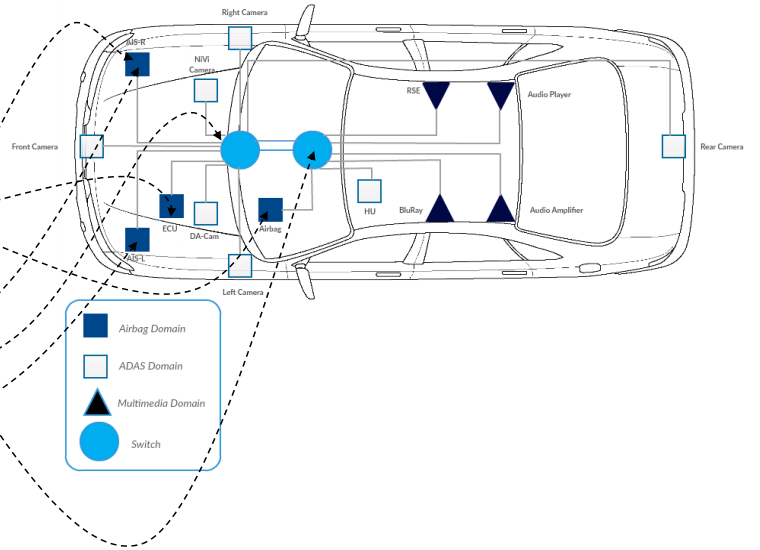 Right Camera
AIS-R
NiVi
Camera
RSE
Audio Player
Front Camera
Rear Camera
ECU
DA-Cam
Airbag
HU
BluRay
Audio Amplifier
AIS-L
Left Camera
Airbag Domain
ADAS Domain
Multimedia Domain
Switch